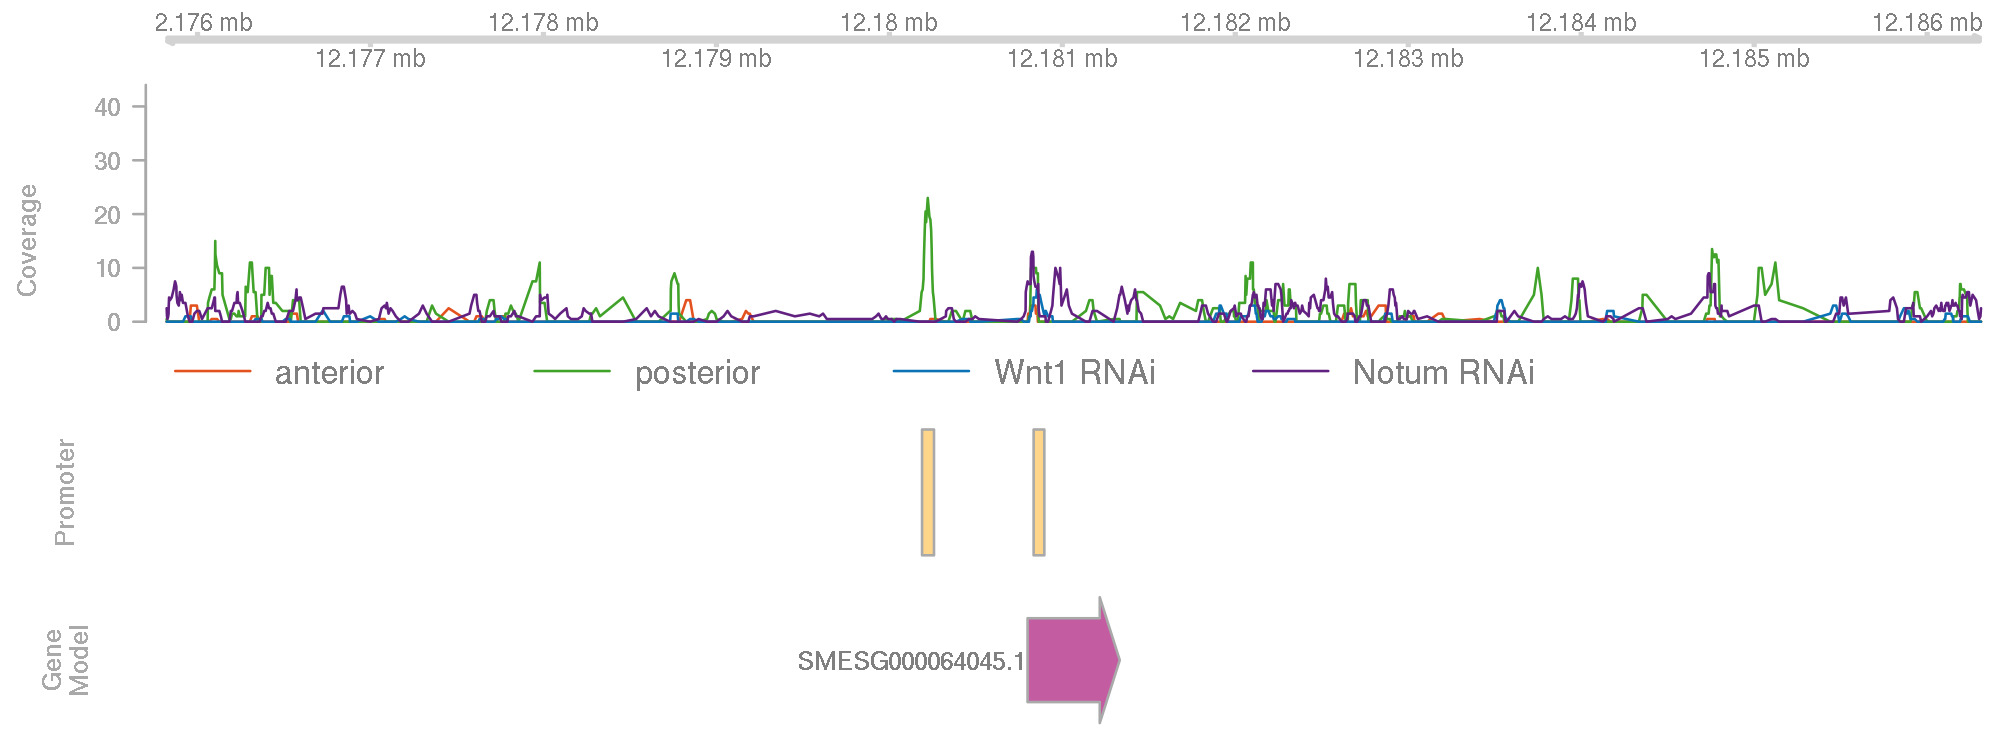 2.176 mb 12.178 mb 12.18 mb 12.182 mb 12.184 mb 12.186 mb
12.177 mb 12.179 mb 12.181 mb 12.183 mb 12.185 mb
40
30
20
10
0
Coverage
anterior posterior Wnt1 RNAi Notum RNAi
Promoter
Gene
Model
SMESG000064045.1